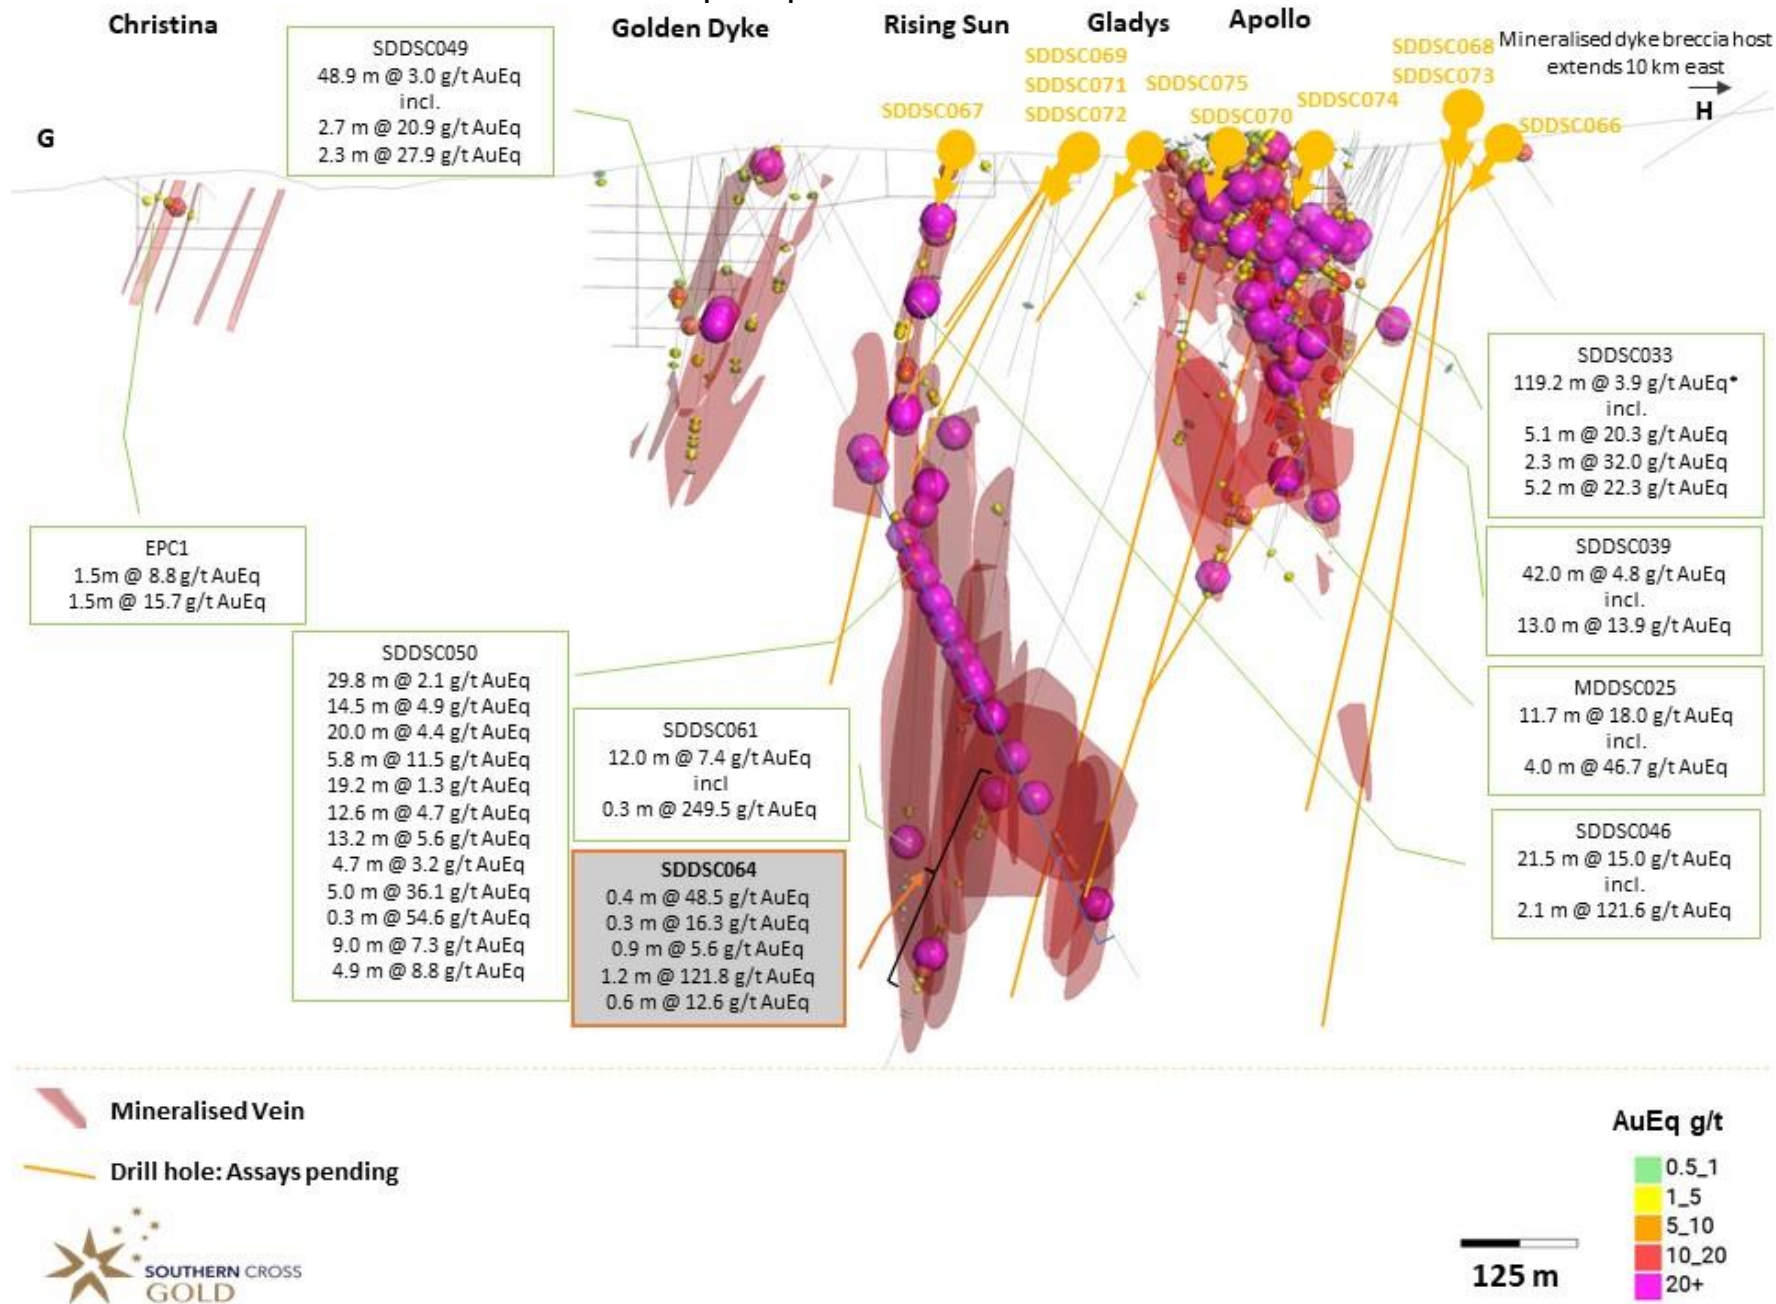 Christina
Golden Dyke
Rising Sun
Gladys
Apollo
SDDSC069
SDDSC071
SDDSC072
SDDSC067
SDDSC075
SDDSC070
SDDSC074
SDDSC068
SDDSC073
SDDSC066
Mineralised dyke breccia host
extends 10 km east
H
G
SDDSC049
48.9 m @ 3.0 g/t AuEq
incl.
2.7 m @ 20.9 g/t AuEq
2.3 m @ 27.9 g/t AuEq
EPC1
1.5m @ 8.8 g/t AuEq
1.5m @ 15.7 g/t AuEq
SDDSC050
29.8 m @ 2.1 g/t AuEq
14.5 m @ 4.9 g/t AuEq
20.0 m @ 4.4 g/t AuEq
5.8 m @ 11.5 g/t AuEq
19.2 m @ 1.3 g/t AuEq
12.6 m @ 4.7 g/t AuEq
13.2 m @ 5.6 g/t AuEq
4.7 m @ 3.2 g/t AuEq
5.0 m @ 36.1 g/t AuEq
0.3 m @ 54.6 g/t AuEq
9.0 m @ 7.3 g/t AuEq
4.9 m @ 8.8 g/t AuEq
SDDSC061
12.0 m @ 7.4 g/t AuEq
incl
0.3 m @ 249.5 g/t AuEq
SDDSC064
0.4 m @ 48.5 g/t AuEq
0.3 m @ 16.3 g/t AuEq
0.9 m @ 5.6 g/t AuEq
1.2 m @ 121.8 g/t AuEq
0.6 m @ 12.6 g/t AuEq
SDDSC033
119.2 m @ 3.9 g/t AuEq*
incl.
5.1 m @ 20.3 g/t AuEq
2.3 m @ 32.0 g/t AuEq
5.2 m @ 22.3 g/t AuEq
SDDSC039
42.0 m @ 4.8 g/t AuEq
incl.
13.0 m @ 13.9 g/t AuEq
MDDSC025
11.7 m @ 18.0 g/t AuEq
incl.
4.0 m @ 46.7 g/t AuEq
SDDSC046
21.5 m @ 15.0 g/t AuEq
incl.
2.1 m @ 121.6 g/t AuEq
Mineralised Vein
Drill hole: Assays pending
SOUTHERN CROSS
GOLD
125 m
AuEq g/t
0.5_1
1_5
5_10
10_20
20+